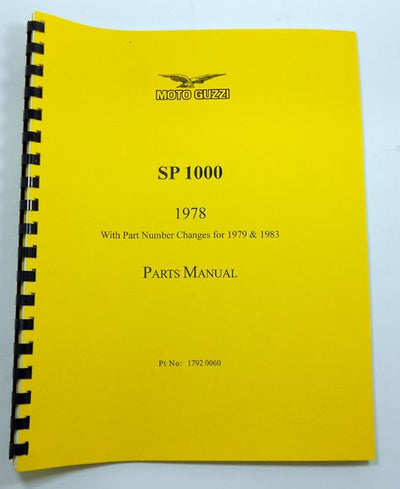 MOTO GUZZI
SP 1000
1978
With Part Number Changes for 1979 & 1983
PARTS MANUAL
Pt No: 1792 0060